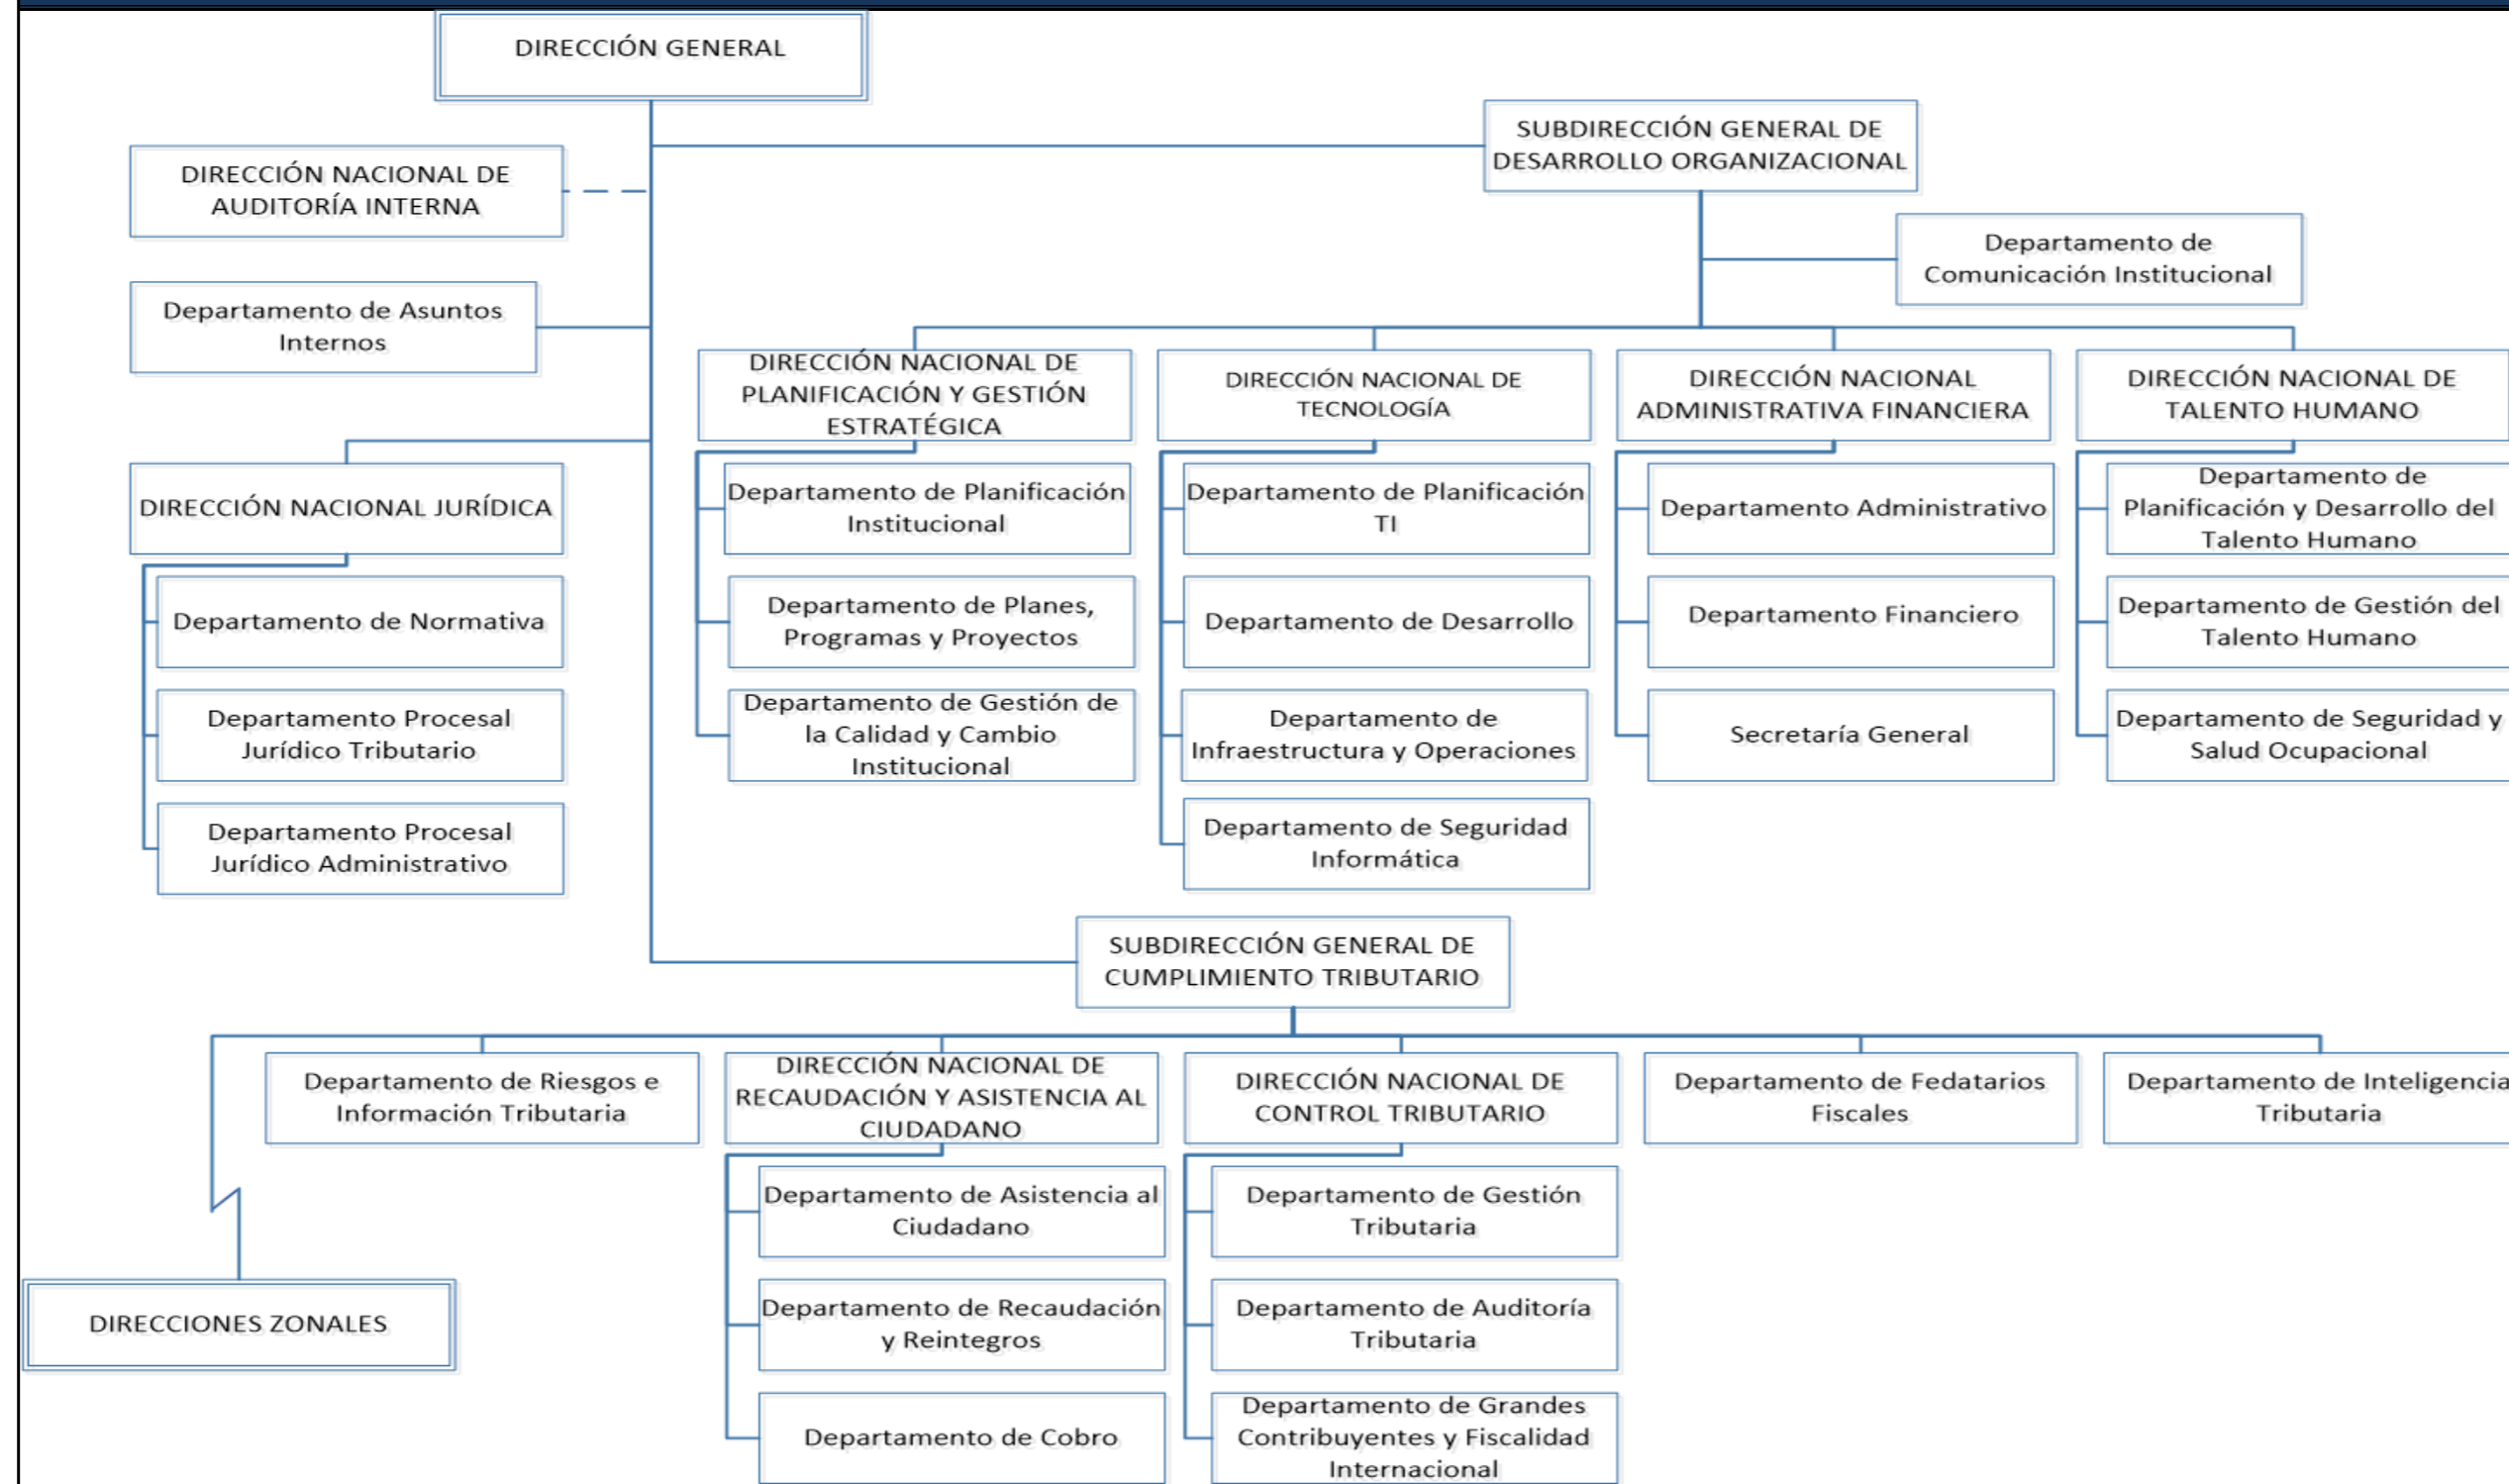 DIRECCIÓN GENERAL
SUBDIRECCIÓN GENERAL DE
DESARROLLO ORGANIZACIONAL
DIRECCIÓN NACIONAL DE
AUDITORÍA INTERNA
Departamento de
Comunicación Institucional
Departamento de Asuntos
Internos
DIRECCIÓN NACIONAL DE
PLANIFICACIÓN Y GESTIÓN
ESTRATÉGICA
DIRECCIÓN NACIONAL DE
TECNOLOGÍA
DIRECCIÓN NACIONAL
ADMINISTRATIVA FINANCIERA
DIRECCIÓN NACIONAL DE
TALENTO HUMANO
DIRECCIÓN NACIONAL JURÍDICA
Departamento de Normativa
Departamento Procesal
Jurídico Tributario
Departamento Procesal
Jurídico Administrativo
Departamento de Planificación
Institucional
Departamento de Planes,
Programas y Proyectos
Departamento de Gestión de
la Calidad y Cambio
Institucional
Departamento de Planificación
TI
Departamento de Desarrollo
Departamento de
Infraestructura y Operaciones
Departamento de Seguridad
Informática
Departamento Administrativo
Departamento Financiero
Secretaría General
Departamento de
Planificación y Desarrollo del
Talento Humano
Departamento de Gestión del
Talento Humano
Departamento de Seguridad y
Salud Ocupacional
SUBDIRECCIÓN GENERAL DE
CUMPLIMIENTO TRIBUTARIO
Departamento de Riesgos e
Información Tributaria
DIRECCIÓN NACIONAL DE
RECAUDACIÓN Y ASISTENCIA AL
CIUDADANO
DIRECCIÓN NACIONAL DE
CONTROL TRIBUTARIO
Departamento de Fedatarios
Fiscales
Departamento de Inteligencia
Tributaria
Departamento de Asistencia al
Ciudadano
Departamento de Recaudación
y Reintegros
Departamento de Cobro
Departamento de Gestión
Tributaria
Departamento de Auditoría
Tributaria
Departamento de Grandes
Contribuyentes y Fiscalidad
Internacional
DIRECCIONES ZONALES